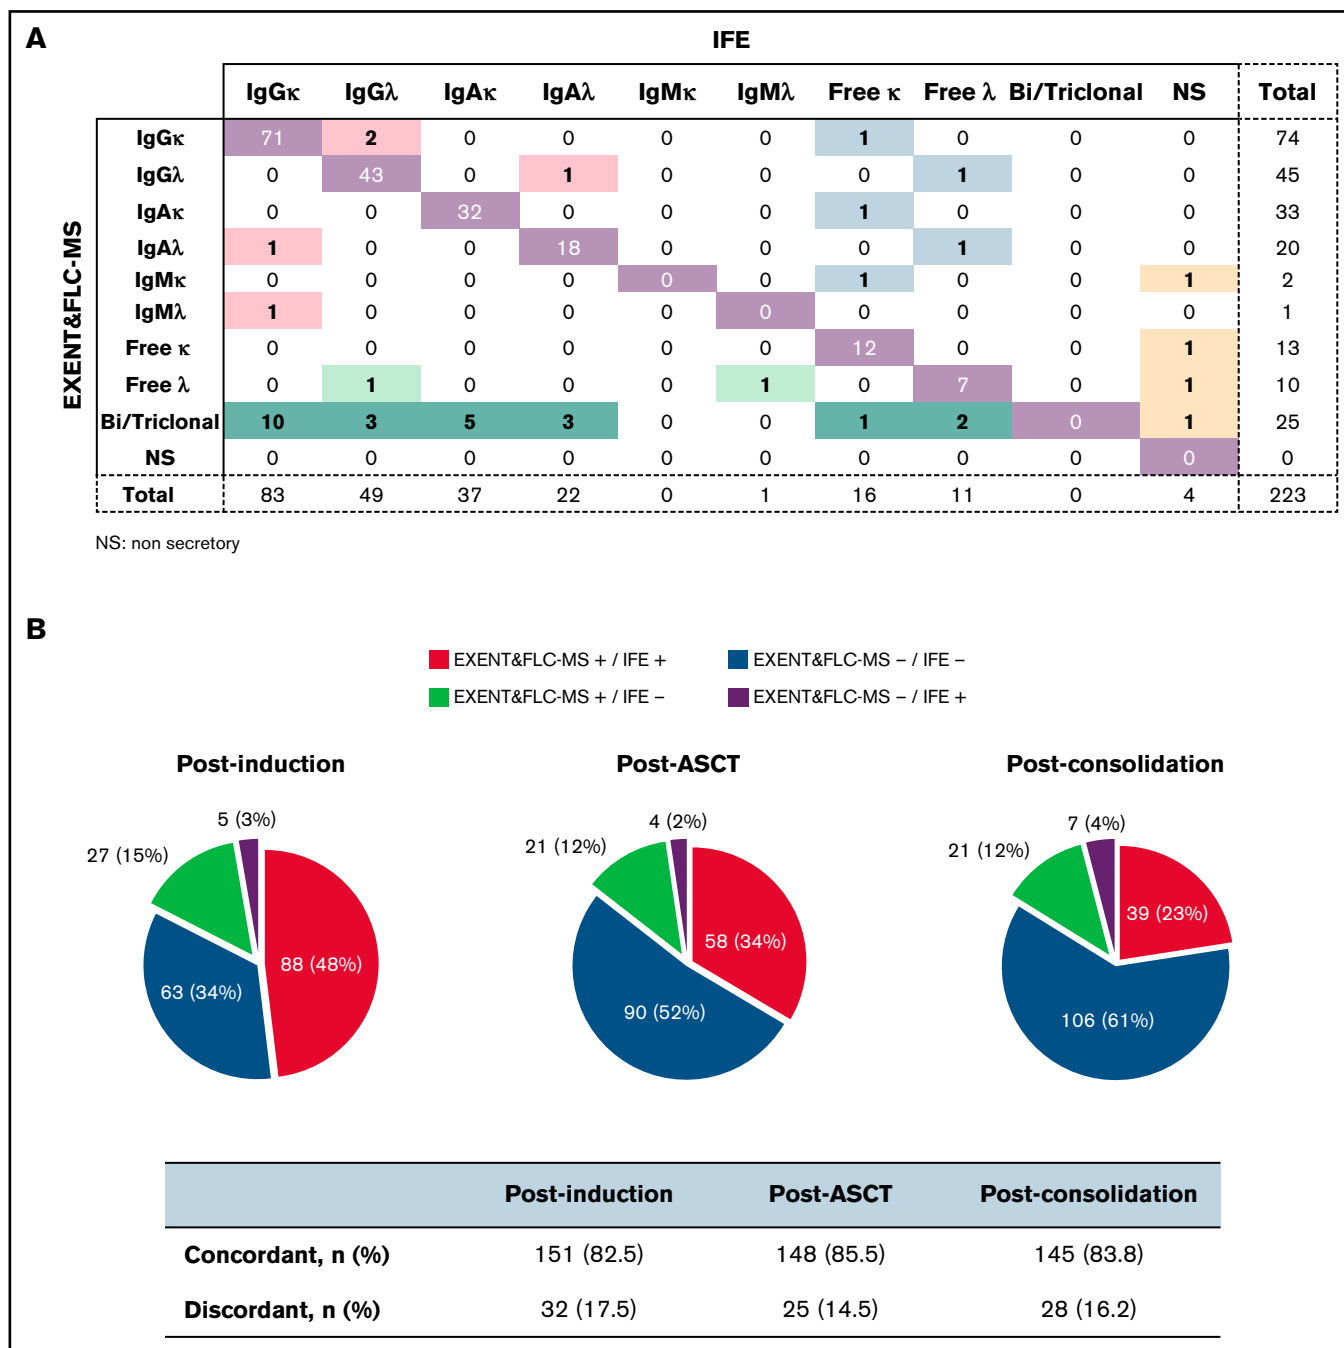 A
IFE
IgGκ IgGλ IgAκ IgAλ IgMκ IgMλ Free κ Free λ Bi/Triclonal NS Total
EXENT&FLC-MS
IgGκ 71 2 0 0 0 0 1 0 0 0 74
IgGλ 0 43 0 1 0 0 0 1 0 0 45
IgAκ 0 0 32 0 0 0 1 0 0 0 33
IgAλ 1 0 0 18 0 0 0 1 0 0 20
IgMκ 0 0 0 0 0 0 1 0 0 1 2
IgMλ 1 0 0 0 0 0 0 0 0 0 1
Free κ 0 0 0 0 0 0 12 0 0 1 13
Free λ 0 1 0 0 0 1 0 7 0 1 10
Bi/Triclonal 10 3 5 3 0 0 1 2 0 1 25
NS 0 0 0 0 0 0 0 0 0 0 0
Total 83 49 37 22 0 1 16 11 0 4 223
NS: non secretory
B
EXENT&FLC-MS + / IFE + EXENT&FLC-MS – / IFE –
EXENT&FLC-MS + / IFE – EXENT&FLC-MS – / IFE +
Post-induction Post-ASCT Post-consolidation
5 (3%) 4 (2%) 7 (4%)
27 (15%) 21 (12%) 21 (12%)
88 (48%) 58 (34%) 39 (23%)
63 (34%) 90 (52%) 106 (61%)
Post-induction Post-ASCT Post-consolidation
Concordant, n (%) 151 (82.5) 148 (85.5) 145 (83.8)
Discordant, n (%) 32 (17.5) 25 (14.5) 28 (16.2)